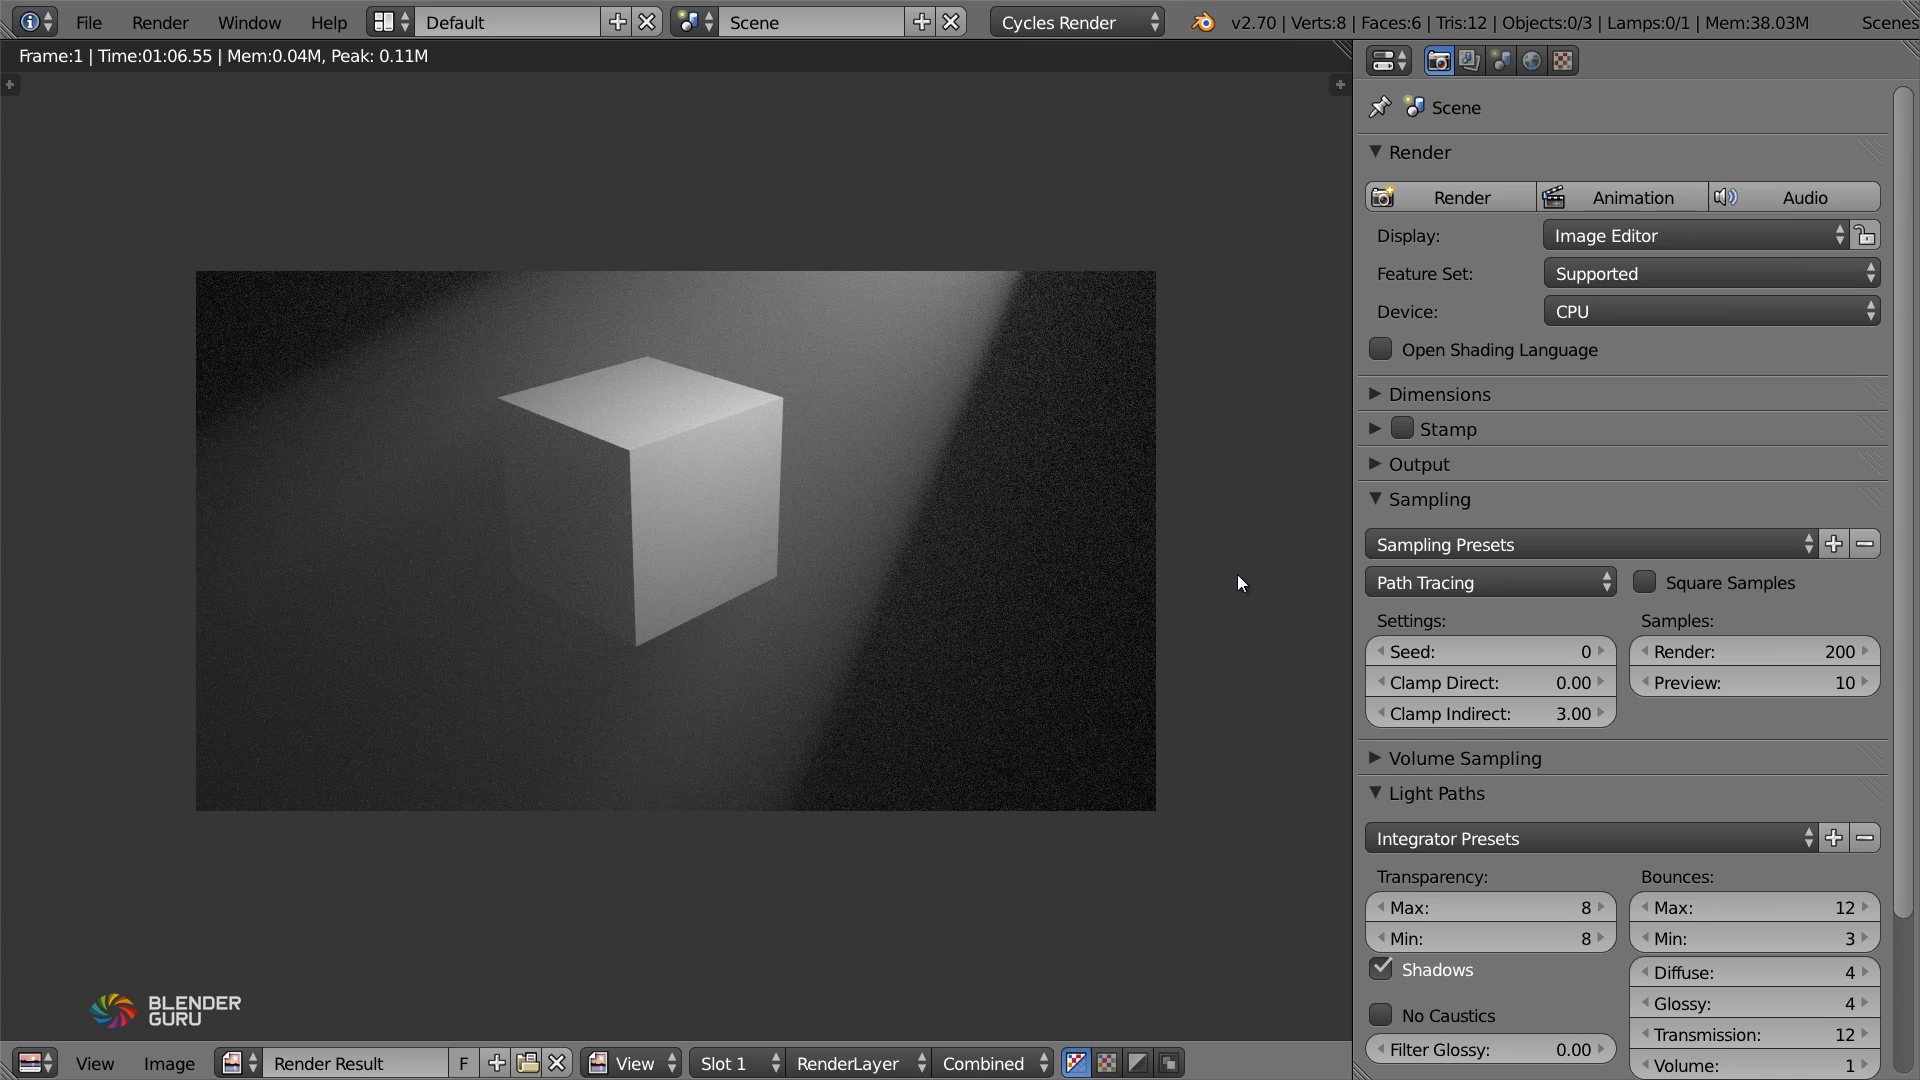 File Render Window Help Default Scene Cycles Render v2.70 | Verts:8 | Faces:6 | Tris:12 | Objects:0/3 | Lamps:0/1 | Mem:38.03M Scenes
Frame:1 | Time:01:06.55 | Mem:0.04M, Peak: 0.11M
Scene
Render
Render Animation Audio
Display: Image Editor
Feature Set: Supported
Device: CPU
Open Shading Language
Dimensions
Stamp
Output
Sampling
Sampling Presets
Path Tracing Square Samples
Settings: Samples:
Seed: 0 Render: 200
Clamp Direct: 0.00 Preview: 10
Clamp Indirect: 3.00
Volume Sampling
Light Paths
Integrator Presets
Transparency: Bounces:
Max: 8 Max: 12
Min: 8 Min: 3
Shadows Diffuse: 4
No Caustics Glossy: 4
Filter Glossy: 0.00 Transmission: 12
Volume: 1
BLENDER
GURU
View Image Render Result F View Slot 1 RenderLayer Combined